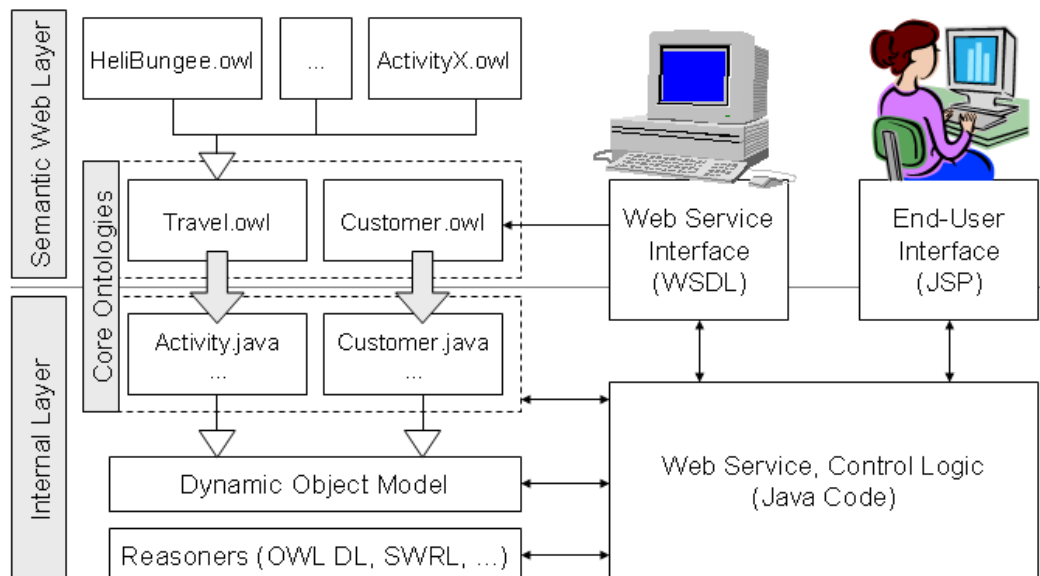 Semantic Web Layer
HeliBungee.owl
...
ActivityX.owl
Core Ontologies
Travel.owl
Customer.owl
Web Service
Interface
(WSDL)
End-User
Interface
(JSP)
Internal Layer
Activity.java
...
Customer.java
...
Dynamic Object Model
Reasoners (OWL DL, SWRL, ...)
Web Service, Control Logic
(Java Code)